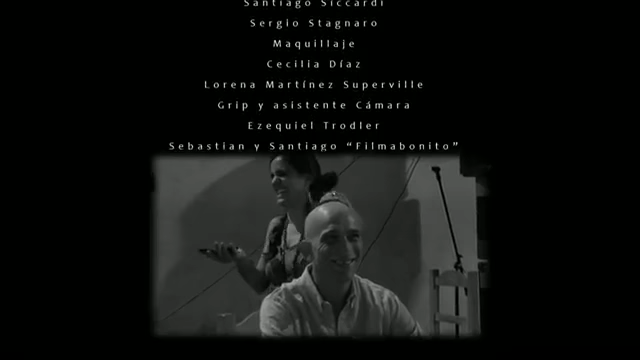 Santiago Siccardi
Sergio Stagnaro
Maquillaje
Cecilia Díaz
Lorena Martínez Superville
Grip y asistente Cámara
Ezequiel Trodler
Sebastian y Santiago “Filmabonito”